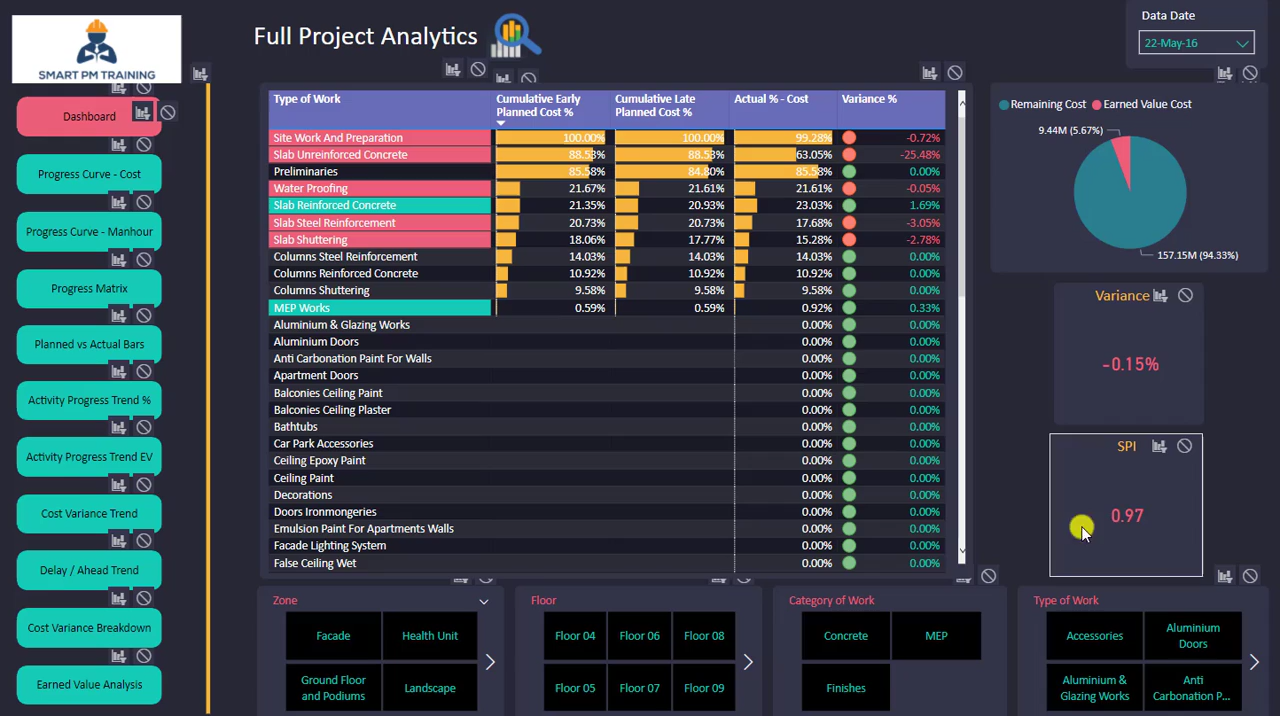 SMART PM TRAINING
Full Project Analytics
Data Date
22-May-16
Dashboard
Progress Curve - Cost
Progress Curve - Manhour
Progress Matrix
Planned vs Actual Bars
Activity Progress Trend %
Activity Progress Trend EV
Cost Variance Trend
Delay / Ahead Trend
Cost Variance Breakdown
Earned Value Analysis
Type of Work Cumulative Early Cumulative Late Actual % - Cost Variance %
Planned Cost % Planned Cost %
Site Work And Preparation 100.00% 100.00% 99.28% -0.72%
Slab Unreinforced Concrete 88.53% 88.53% 63.05% -25.48%
Preliminaries 85.58% 84.80% 85.58% 0.00%
Water Proofing 21.67% 21.61% 21.61% -0.05%
Slab Reinforced Concrete 21.35% 20.93% 23.03% 1.69%
Slab Steel Reinforcement 20.73% 20.73% 17.68% -3.05%
Slab Shuttering 18.06% 17.77% 15.28% -2.78%
Columns Steel Reinforcement 14.03% 14.03% 14.03% 0.00%
Columns Reinforced Concrete 10.92% 10.92% 10.92% 0.00%
Columns Shuttering 9.58% 9.58% 9.58% 0.00%
MEP Works 0.59% 0.59% 0.92% 0.33%
Aluminium & Glazing Works 0.00% 0.00%
Aluminium Doors 0.00% 0.00%
Anti Carbonation Paint For Walls 0.00% 0.00%
Apartment Doors 0.00% 0.00%
Balconies Ceiling Paint 0.00% 0.00%
Balconies Ceiling Plaster 0.00% 0.00%
Bathtubs 0.00% 0.00%
Car Park Accessories 0.00% 0.00%
Ceiling Epoxy Paint 0.00% 0.00%
Ceiling Paint 0.00% 0.00%
Decorations 0.00% 0.00%
Doors Ironmongeries 0.00% 0.00%
Emulsion Paint For Apartments Walls 0.00% 0.00%
Facade Lighting System 0.00% 0.00%
False Ceiling Wet 0.00% 0.00%
Remaining Cost Earned Value Cost
9.44M (5.67%)
157.15M (94.33%)
Variance
-0.15%
SPI
0.97
Zone
Facade Health Unit
Ground Floor
and Podiums
Landscape
Floor
Floor 04 Floor 06 Floor 08
Floor 05 Floor 07 Floor 09
Category of Work
Concrete MEP
Finishes
Type of Work
Accessories
Aluminium
Doors
Aluminium &
Glazing Works
Anti
Carbonation P...